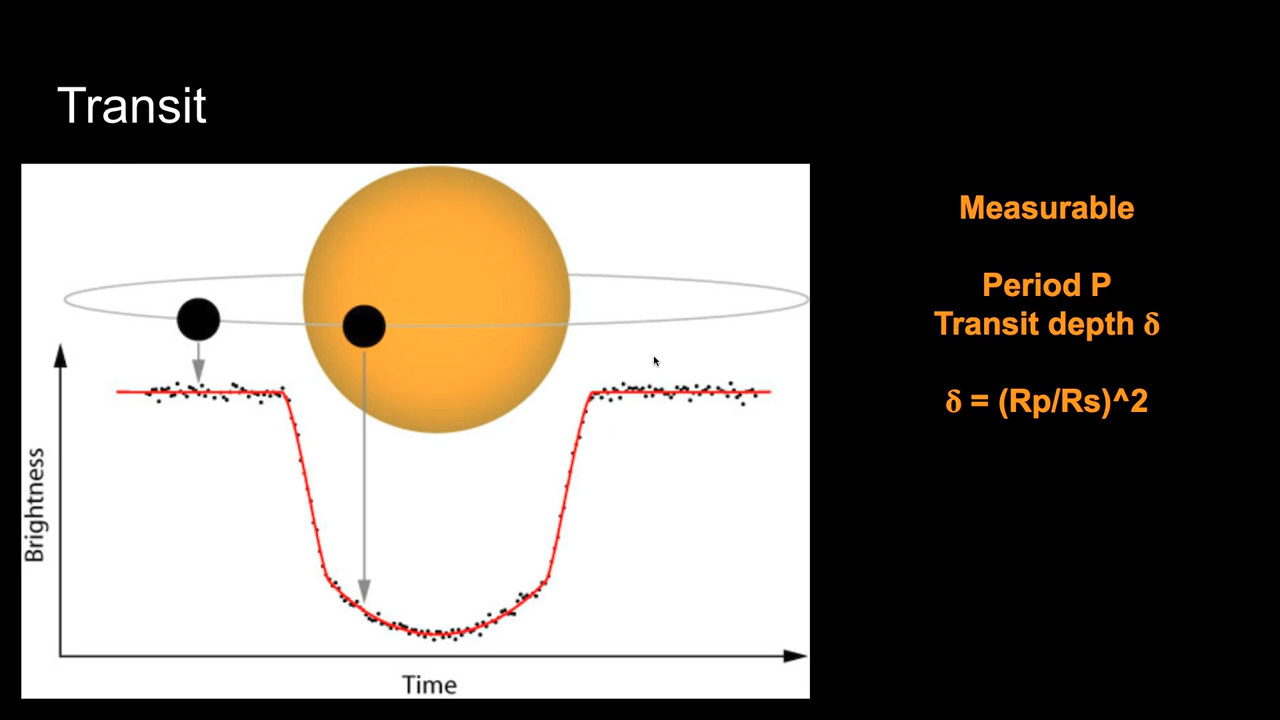 Transit
Measurable
Period P
Transit depth δ
δ = (Rp/Rs)^2
Brightness
Time